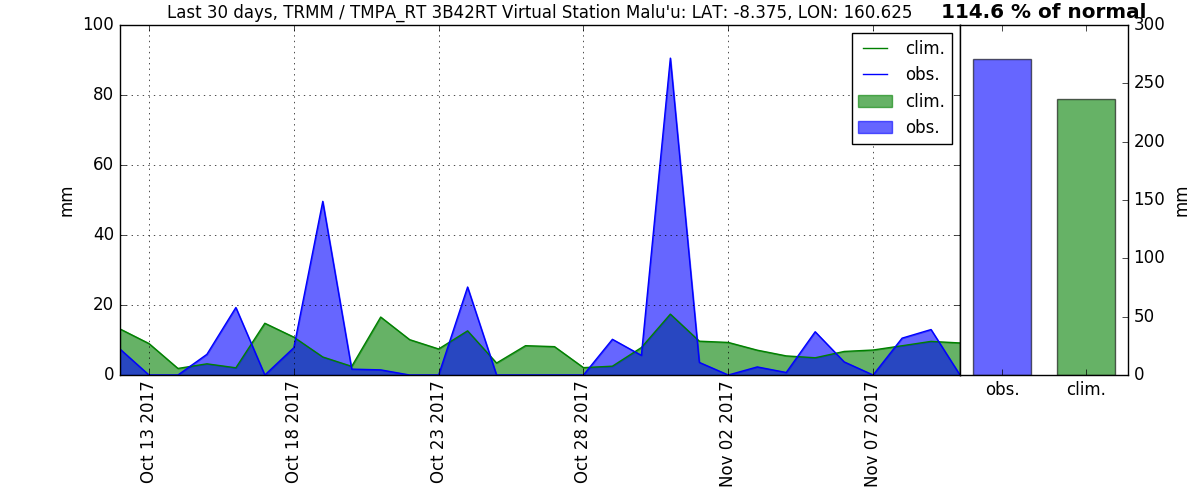 Last 30 days, TRMM / TMPA_RT 3B42RT Virtual Station Malu'u: LAT: -8.375, LON: 160.625
114.6 % of normal
100
80
60
40
20
0
mm
clim.
obs.
clim.
obs.
Oct 13 2017
Oct 18 2017
Oct 23 2017
Oct 28 2017
Nov 02 2017
Nov 07 2017
300
250
200
150
100
50
0
mm
obs.
clim.